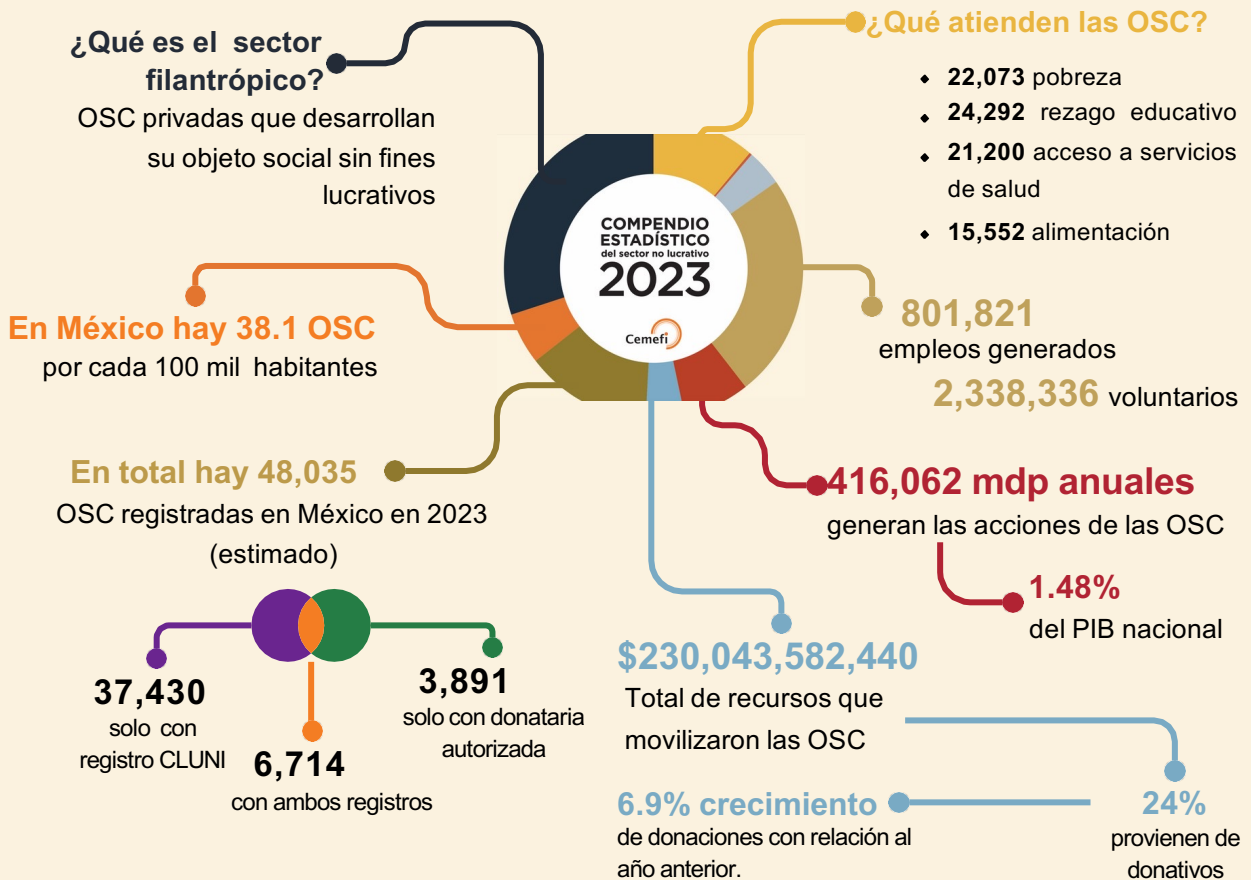 ¿Qué es el sector
filantrópico?
OSC privadas que desarrollan
su objeto social sin fines
lucrativos
¿Qué atienden las OSC?
22,073 pobreza
24,292 rezago educativo
21,200 acceso a servicios
de salud
15,552 alimentación
COMPENDIO
ESTADÍSTICO
del sector no lucrativo
2023
Cemefi
En México hay 38.1 OSC
por cada 100 mil habitantes
801,821
empleos generados
2,338,336 voluntarios
En total hay 48,035
OSC registradas en México en 2023
(estimado)
416,062 mdp anuales
generan las acciones de las OSC
1.48%
del PIB nacional
37,430
solo con
registro CLUNI
6,714
con ambos registros
3,891
solo con donataria
autorizada
$230,043,582,440
Total de recursos que
movilizaron las OSC
24%
provienen de
donativos
6.9% crecimiento
de donaciones con relación al
año anterior.